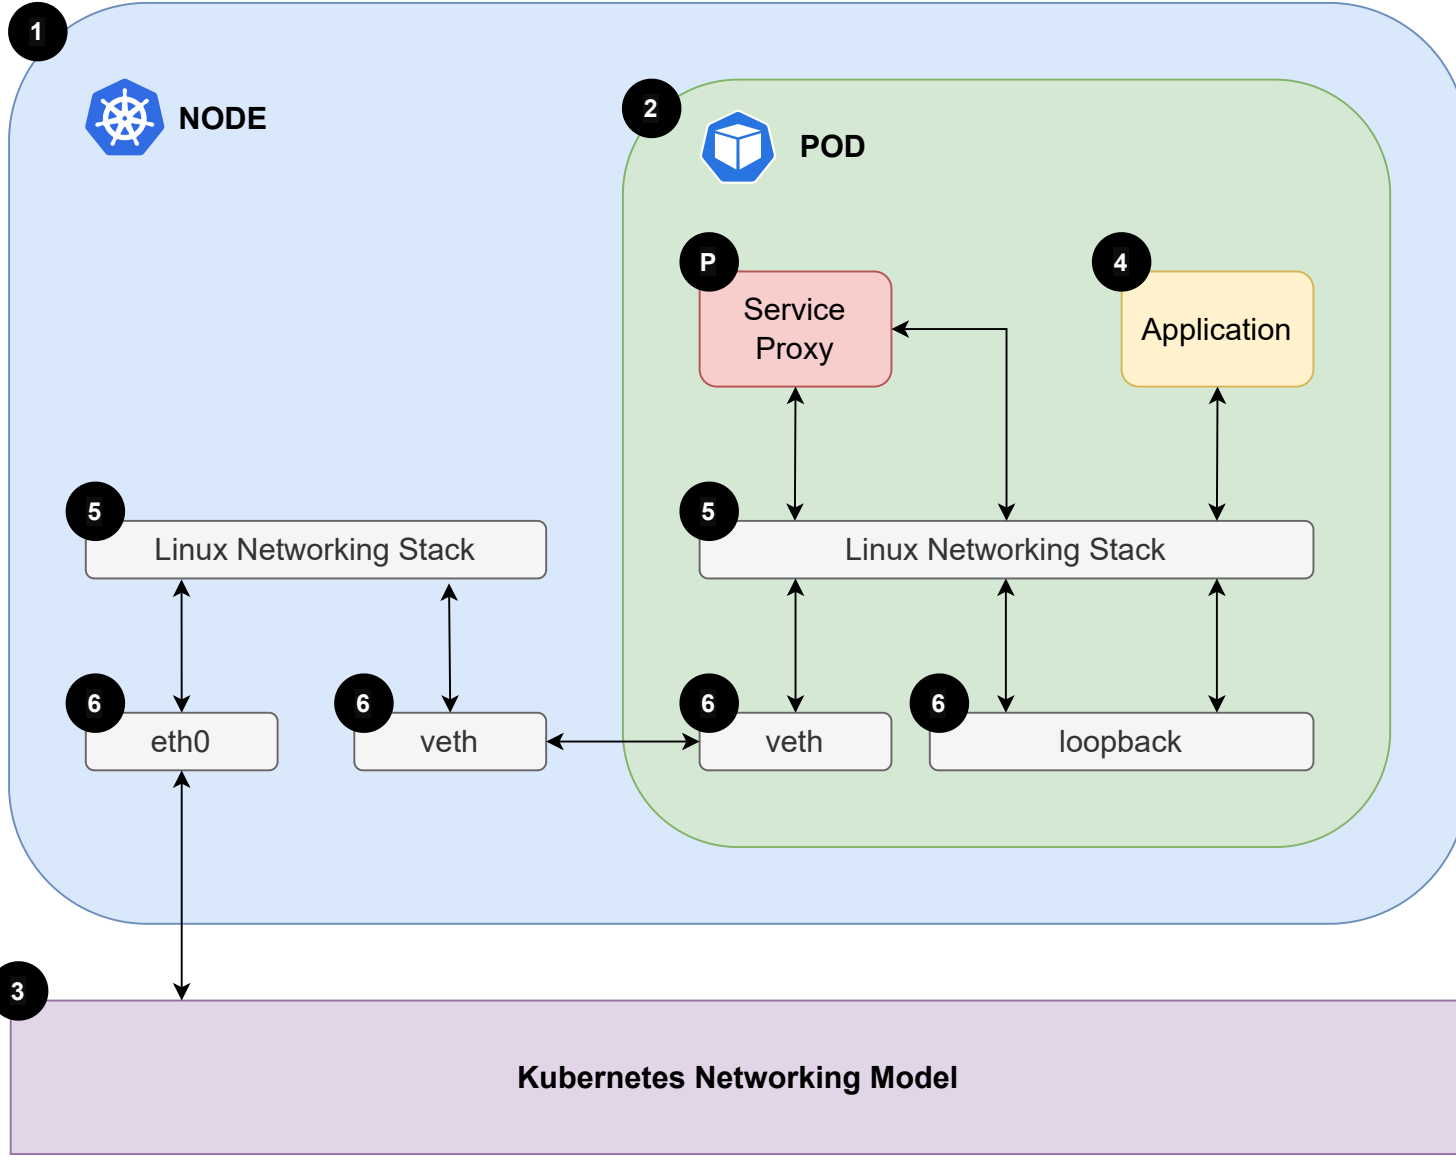 1
NODE
2
POD
P
Service
Proxy
4
Application
5
Linux Networking Stack
5
Linux Networking Stack
6
eth0
6
veth
6
veth
6
loopback
3
Kubernetes Networking Model